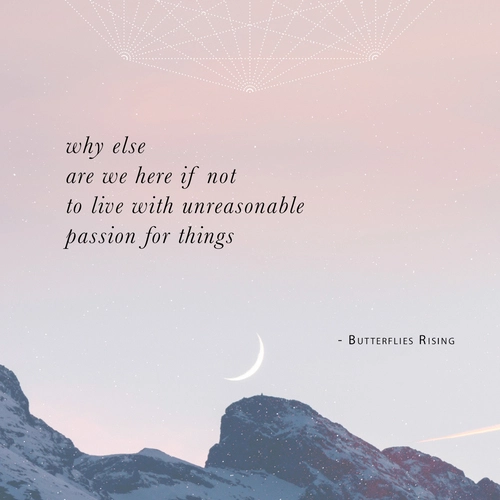 why else
are we here if not
to live with unreasonable
passion for things
- Butterflies Rising